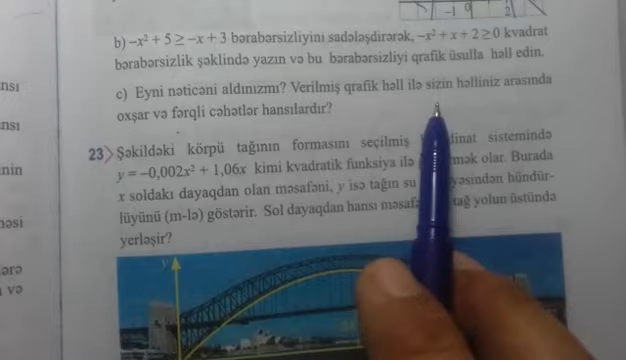 -1 0 2
b) –x² + 5 ≥ –x + 3 bərabərsizliyini sadələşdirərək, –x² + x + 2 ≥ 0 kvadrat
bərabərsizlik şəklində yazın və bu bərabərsizliyi qrafik üsulla həll edin.
c) Eyni nəticəni aldınızmı? Verilmiş qrafik həll ilə sizin həlliniz arasında
oxşar və fərqli cəhətlər hansılardır?
23 Şəkildəki körpü tağının formasını seçilmiş dinat sistemində
y = –0,002x² + 1,06x kimi kvadratik funksiya ilə mək olar. Burada
x soldakı dayaqdan olan məsafəni, y isə tağın su yəsindən hündür-
lüyünü (m-lə) göstərir. Sol dayaqdan hansı məsafə tağ yolun üstündə
yerləşir?
y
nsı
nsı
nin
ərə
və